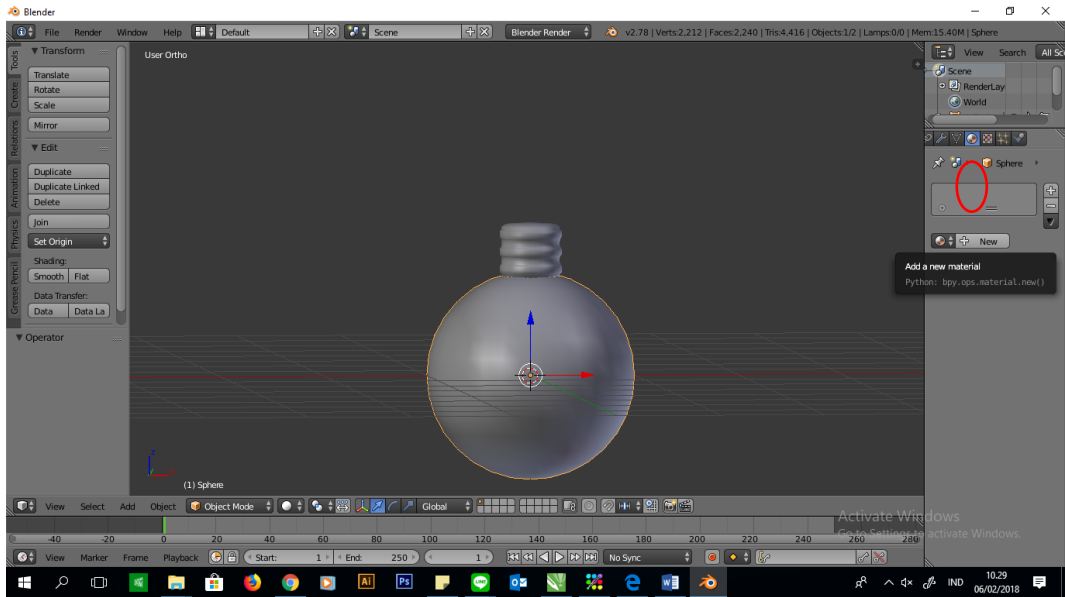 Blender
File Render Window Help Default Scene Blender Render v2.78 | Verts:2,212 | Faces:2,240 | Tris:4,416 | Objects:1/2 | Lamps:0/0 | Mem:15.40M | Sphere
Tools
Create
Relations
Animation
Physics
Grease Pencil
Transform
Translate
Rotate
Scale
Mirror
Edit
Duplicate
Duplicate Linked
Delete
Join
Set Origin
Shading:
Smooth Flat
Data Transfer:
Data Data La
Operator
User Ortho
z
(1) Sphere
View Search All Sc
Scene
RenderLay
World
Sphere
New
Add a new material
Python: bpy.ops.material.new()
View Select Add Object Object Mode Global
Activate Windows
Go to Settings to activate Windows.
-40 -20 0 20 40 60 80 100 120 140 160 180 200 220 240 260 280
View Marker Frame Playback Start: 1 End: 250 1 No Sync
Ai Ps
IND 10.29
06/02/2018